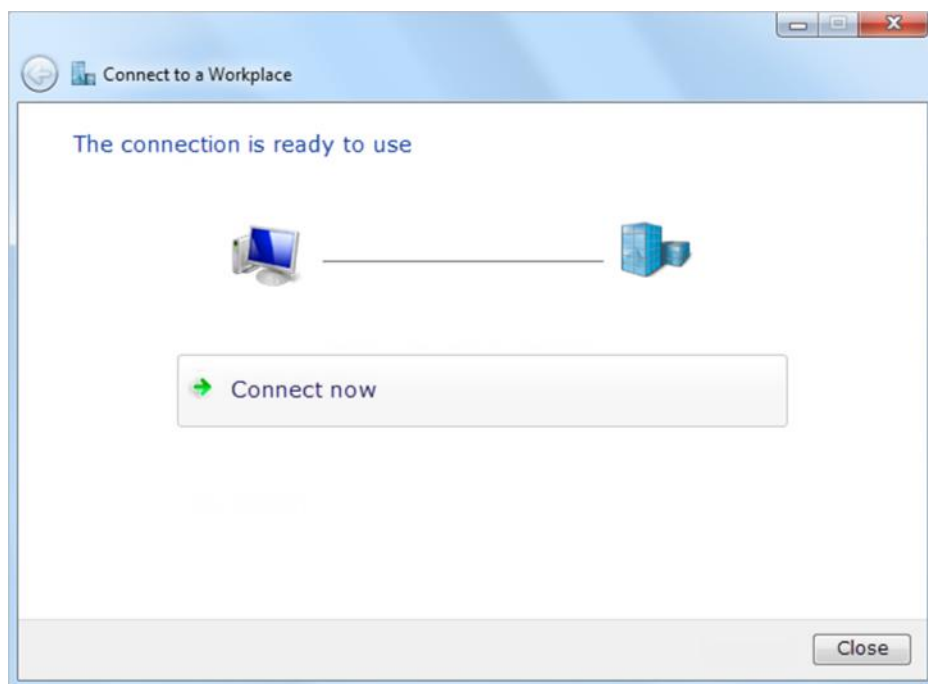 Connect to a Workplace
The connection is ready to use
Connect now
Close